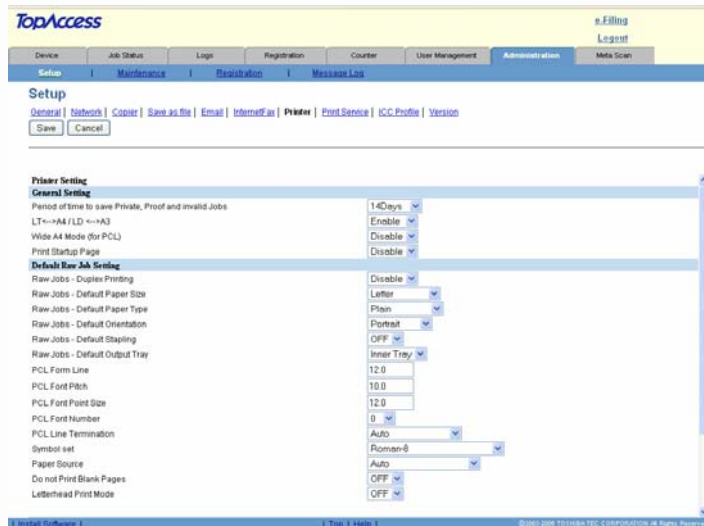 TopAccess
e-Filing
Logout
Device Job Status Logs Registration Counter User Management Administration Meta Scan
Setup | Maintenance | Registration | Message Log
Setup
General | Network | Copier | Save as file | Email | InternetFax | Printer | Print Service | ICC Profile | Version
Save Cancel
Printer Setting
General Setting
Period of time to save Private, Proof and invalid Jobs 14Days
LT<-->A4 / LD <-->A3 Enable
Wide A4 Mode (for PCL) Disable
Print Startup Page Disable
Default Raw Job Setting
Raw Jobs - Duplex Printing Disable
Raw Jobs - Default Paper Size Letter
Raw Jobs - Default Paper Type Plain
Raw Jobs - Default Orientation Portrait
Raw Jobs - Default Stapling OFF
Raw Jobs - Default Output Tray Inner Tray
PCL Form Line 12.0
PCL Font Pitch 10.0
PCL Font Point Size 12.0
PCL Font Number 0
PCL Line Termination Auto
Symbol set Roman-8
Paper Source Auto
Do not Print Blank Pages OFF
Letterhead Print Mode OFF
| Install Software | | Top | Help | ©2003-2006 TOSHIBA TEC CORPORATION All Rights Reserved